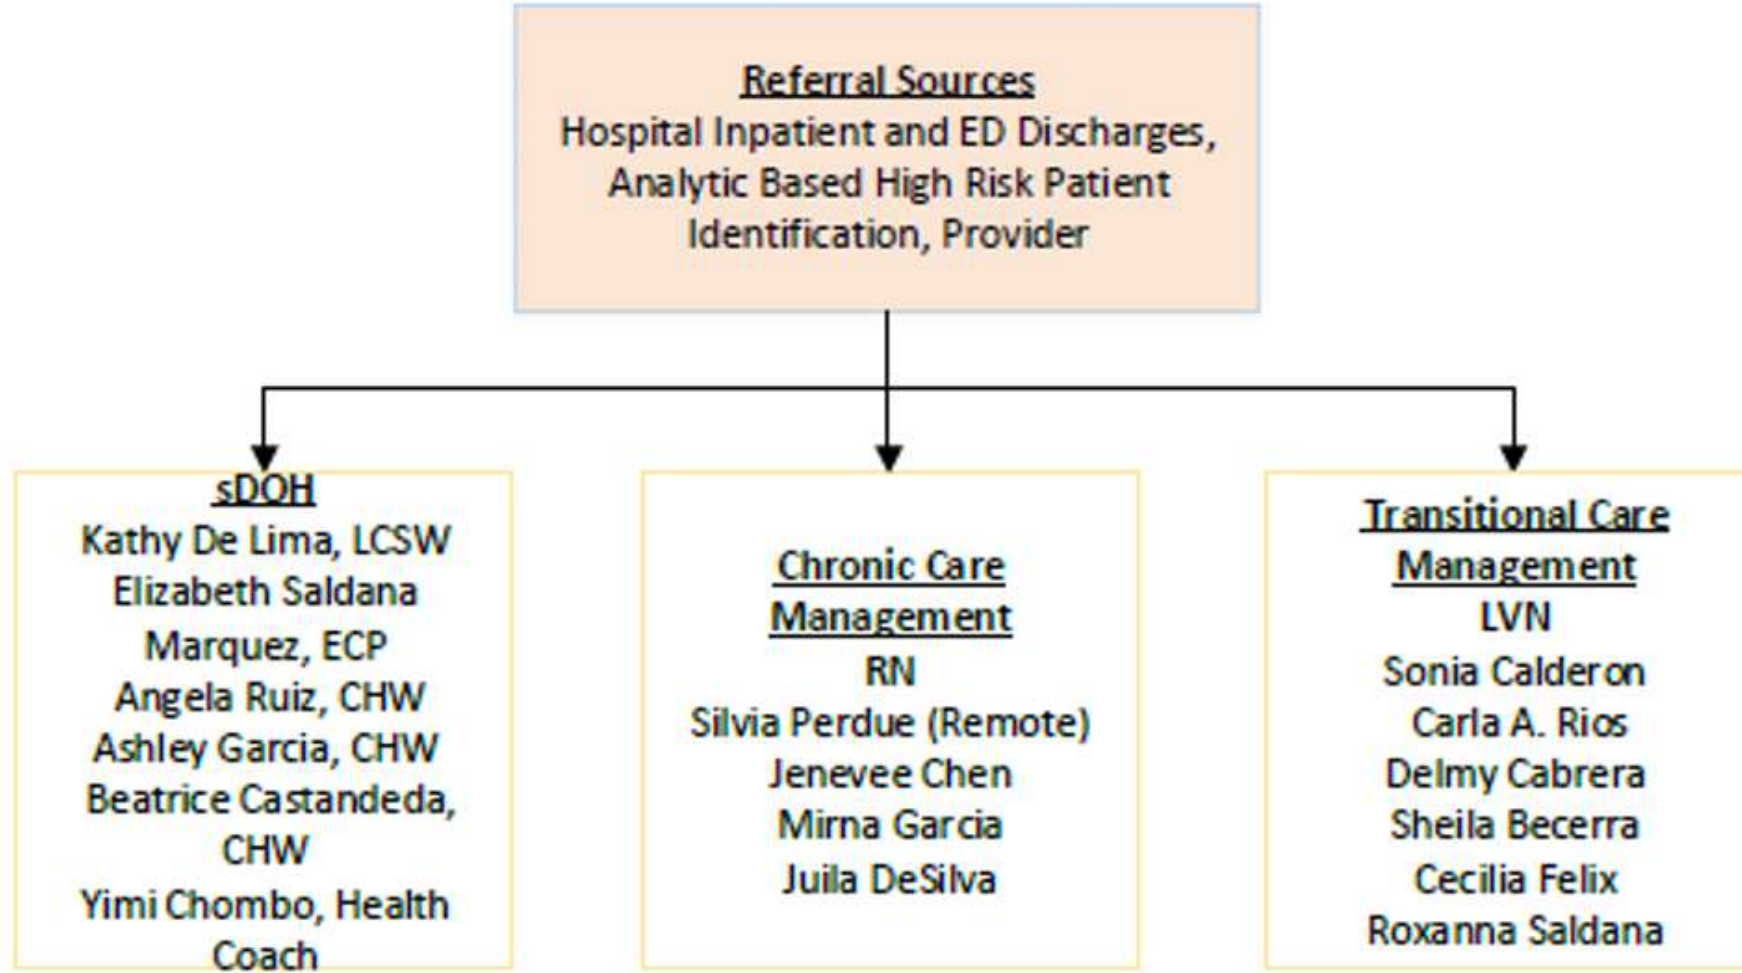 Referral Sources
Hospital Inpatient and ED Discharges,
Analytic Based High Risk Patient
Identification, Provider
sDOH
Kathy De Lima, LCSW
Elizabeth Saldana
Marquez, ECP
Angela Ruiz, CHW
Ashley Garcia, CHW
Beatrice Castandeda,
CHW
Yimi Chombo, Health
Coach
Chronic Care
Management
RN
Silvia Perdue (Remote)
Jenevee Chen
Mirna Garcia
Juila DeSilva
Transitional Care
Management
LVN
Sonia Calderon
Carla A. Rios
Delmy Cabrera
Sheila Becerra
Cecilia Felix
Roxanna Saldana